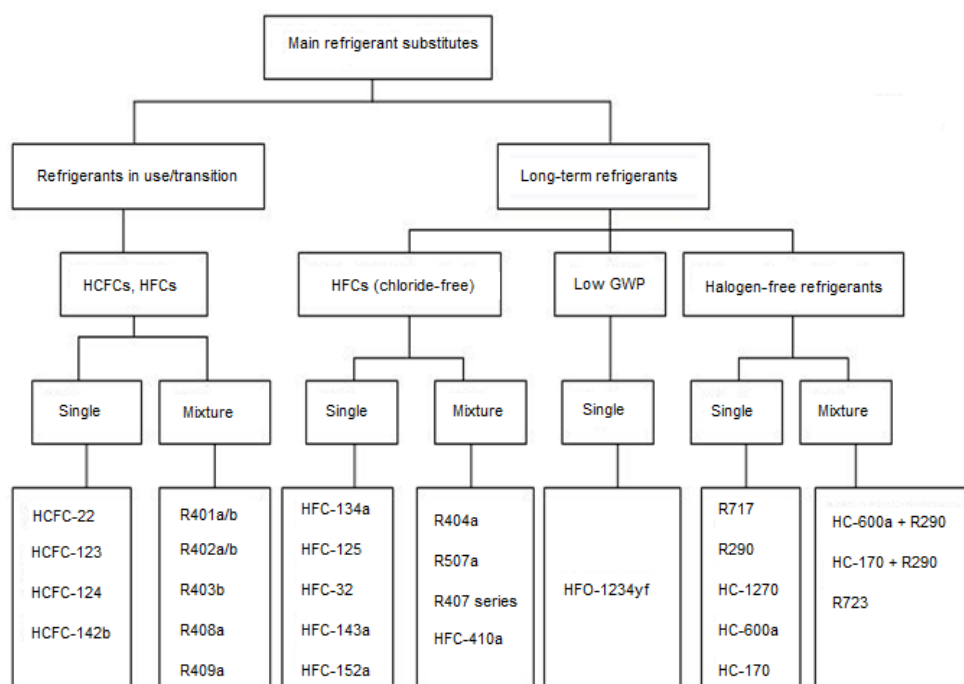 Main refrigerant substitutes
Refrigerants in use/transition
Long-term refrigerants
HCFCs, HFCs
HFCs (chloride-free)
Low GWP
Halogen-free refrigerants
Single
Mixture
Single
Mixture
Single
Single
Mixture
HCFC-22
HCFC-123
HCFC-124
HCFC-142b
R401a/b
R402a/b
R403b
R408a
R409a
HFC-134a
HFC-125
HFC-32
HFC-143a
HFC-152a
R404a
R507a
R407 series
HFC-410a
HFO-1234yf
R717
R290
HC-1270
HC-600a
HC-170
HC-600a + R290
HC-170 + R290
R723